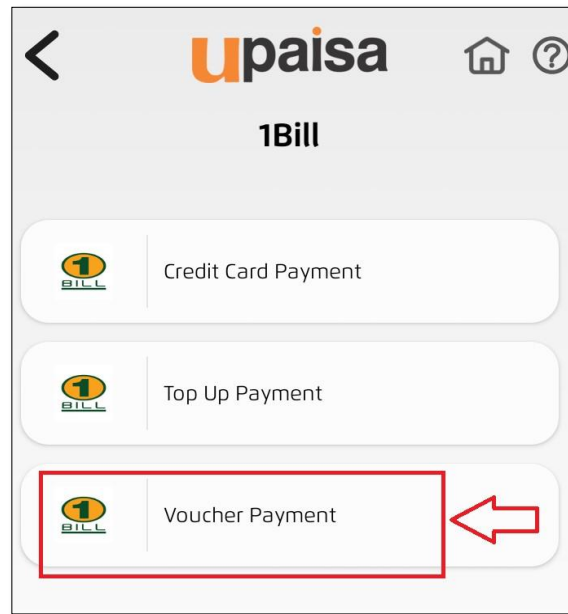 upaisa
1Bill
1
BILL
Credit Card Payment
1
BILL
Top Up Payment
1
BILL
Voucher Payment